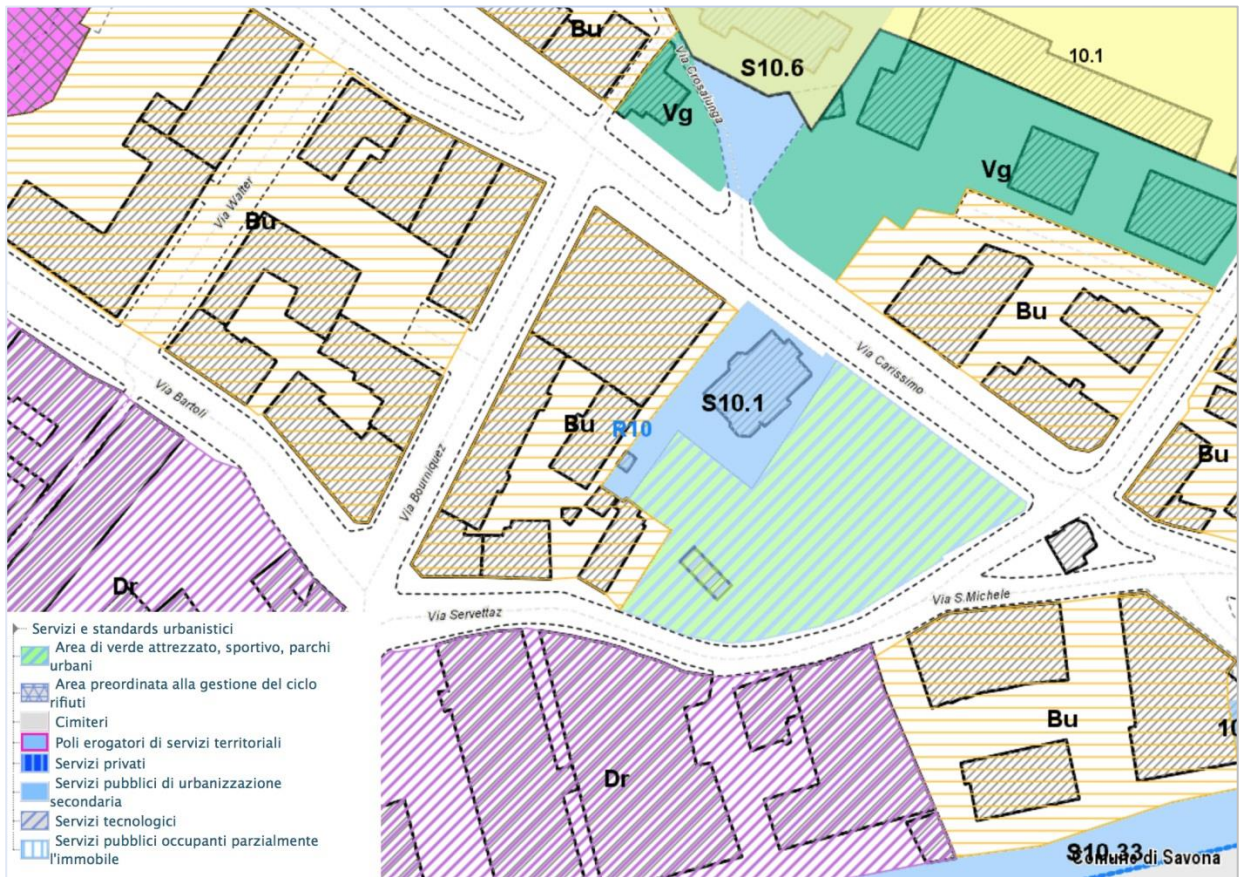 Bu
S10.6
10.1
Via Crosalunga
Vg
Vg
Via Walter
Bu
Bu
Via Carissimo
S10.1
Via Bartoli
Bu
R10
Bu
Via Bourniquez
Dr
Via Servettaz
Via S.Michele
Bu
10
Dr
S10.33
Comune di Savona
Servizi e standards urbanistici
Area di verde attrezzato, sportivo, parchi
urbani
Area preordinata alla gestione del ciclo
rifiuti
Cimiteri
Poli erogatori di servizi territoriali
Servizi privati
Servizi pubblici di urbanizzazione
secondaria
Servizi tecnologici
Servizi pubblici occupanti parzialmente
l'immobile